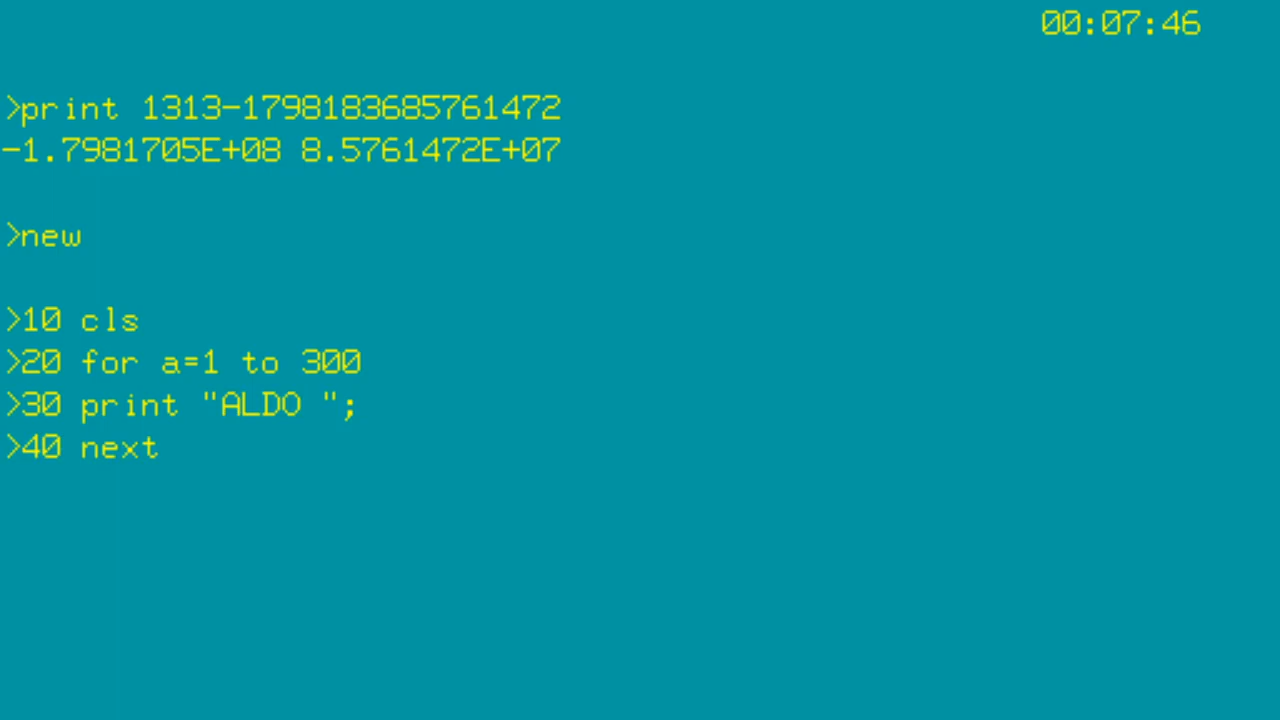 00:07:46
>print 1313-1798183685761472
-1.7981705E+08 8.5761472E+07
>new
>10 cls
>20 for a=1 to 300
>30 print "ALDO ";
>40 next